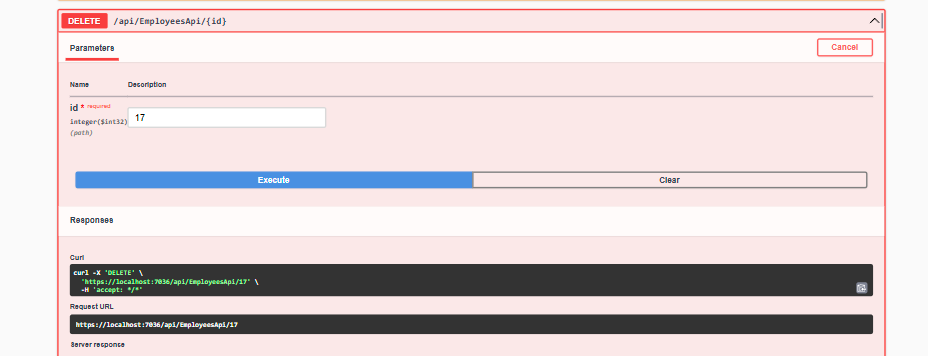 DELETE /api/EmployeesApi/{id}
Parameters
Cancel
Name Description
id * required
integer($int32)
17
(path)
Execute Clear
Responses
Curl
curl -X 'DELETE' \
'https://localhost:7036/api/EmployeesApi/17' \
-H 'accept: */*'
Request URL
https://localhost:7036/api/EmployeesApi/17
Server response